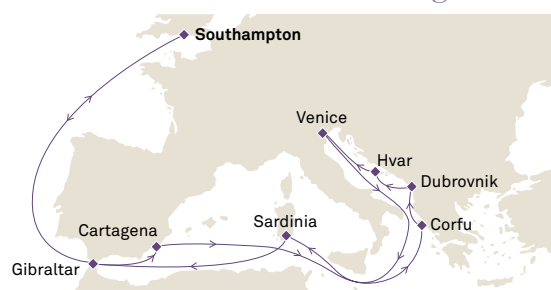 Southampton
Venice
Hvar
Dubrovnik
Sardinia
Corfu
Cartagena
Gibraltar